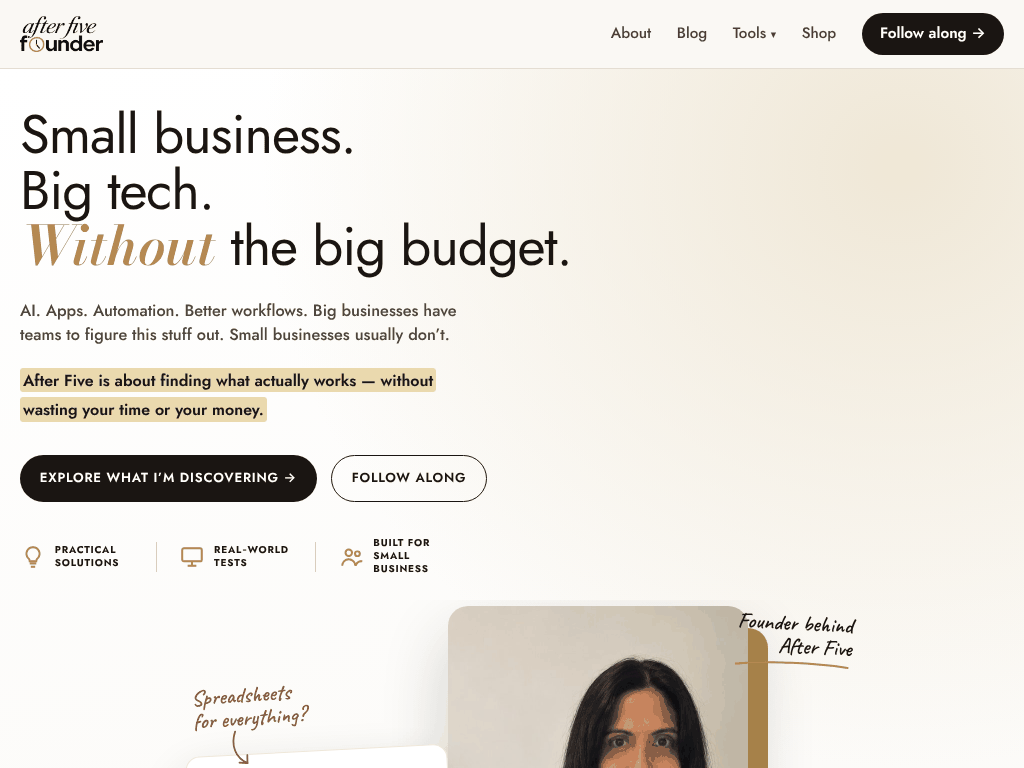 after five
founder
About Blog Tools ▾ Shop Follow along →
Small business.
Big tech.
Without the big budget.
AI. Apps. Automation. Better workflows. Big businesses have
teams to figure this stuff out. Small businesses usually don’t.
After Five is about finding what actually works — without
wasting your time or your money.
EXPLORE WHAT I’M DISCOVERING → FOLLOW ALONG
PRACTICAL
SOLUTIONS
REAL-WORLD
TESTS
BUILT FOR
SMALL
BUSINESS
Founder behind
After Five
Spreadsheets
for everything?